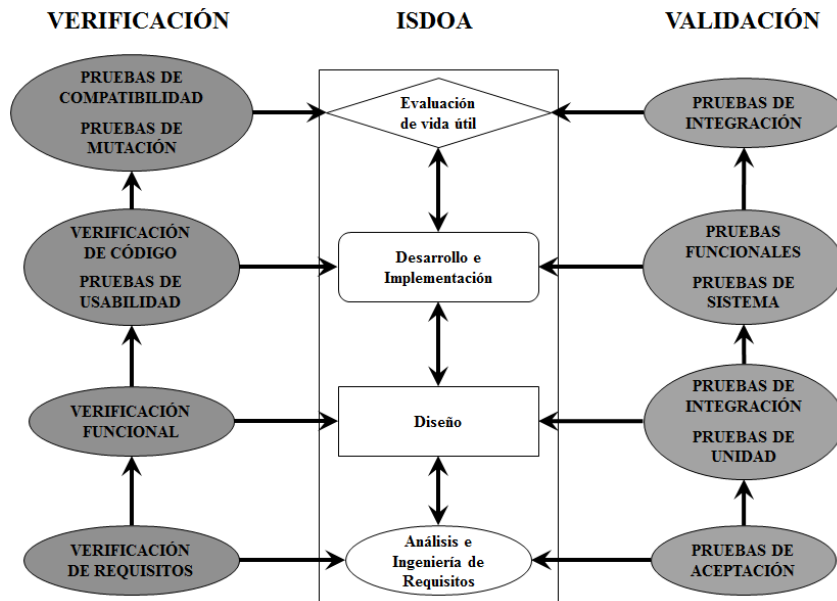 VERIFICACIÓN
ISDOA
VALIDACIÓN
PRUEBAS DE
COMPATIBILIDAD
PRUEBAS DE
MUTACIÓN
Evaluación
de vida útil
PRUEBAS DE
INTEGRACIÓN
VERIFICACIÓN
DE CÓDIGO
PRUEBAS DE
USABILIDAD
Desarrollo e
Implementación
PRUEBAS
FUNCIONALES
PRUEBAS DE
SISTEMA
VERIFICACIÓN
FUNCIONAL
Diseño
PRUEBAS DE
INTEGRACIÓN
PRUEBAS DE
UNIDAD
VERIFICACIÓN
DE REQUISITOS
Análisis e
Ingeniería de
Requisitos
PRUEBAS DE
ACEPTACIÓN